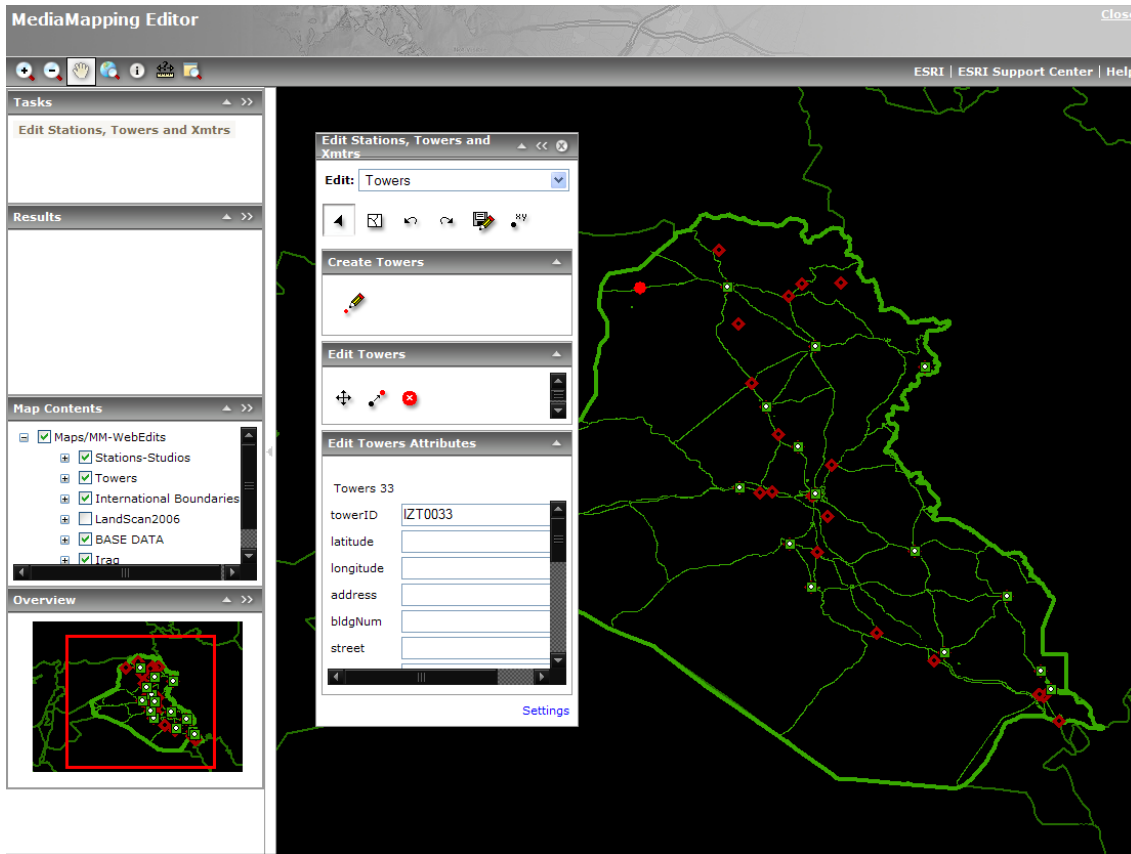 MediaMapping Editor
Close
ESRI | ESRI Support Center | Help
Tasks
Edit Stations, Towers and Xmtrs
Results
Map Contents
Maps/MM-WebEdits
Stations-Studios
Towers
International Boundaries
LandScan2006
BASE DATA
Iraq
Overview
Edit Stations, Towers and
Xmtrs
Edit: Towers
xy
Create Towers
Edit Towers
Edit Towers Attributes
Towers 33
towerID IZT0033
latitude
longitude
address
bldgNum
street
Settings